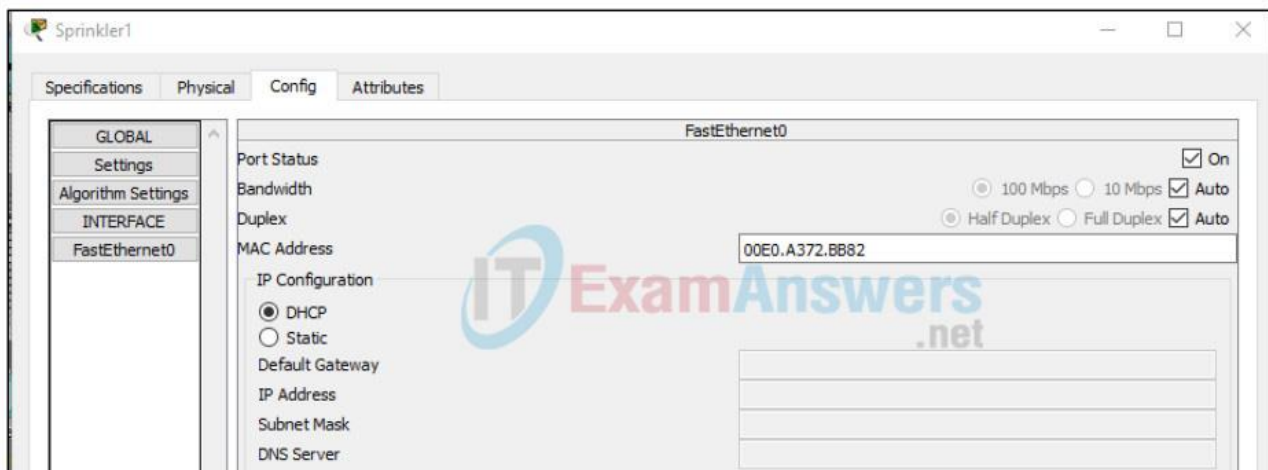 Sprinkler1
Specifications Physical Config Attributes
GLOBAL
Settings
Algorithm Settings
INTERFACE
FastEthernet0
FastEthernet0
Port Status On
Bandwidth 100 Mbps 10 Mbps Auto
Duplex Half Duplex Full Duplex Auto
MAC Address 00E0.A372.BB82
IP Configuration
DHCP
Static
Default Gateway
IP Address
Subnet Mask
DNS Server
ITExamAnswers
.net